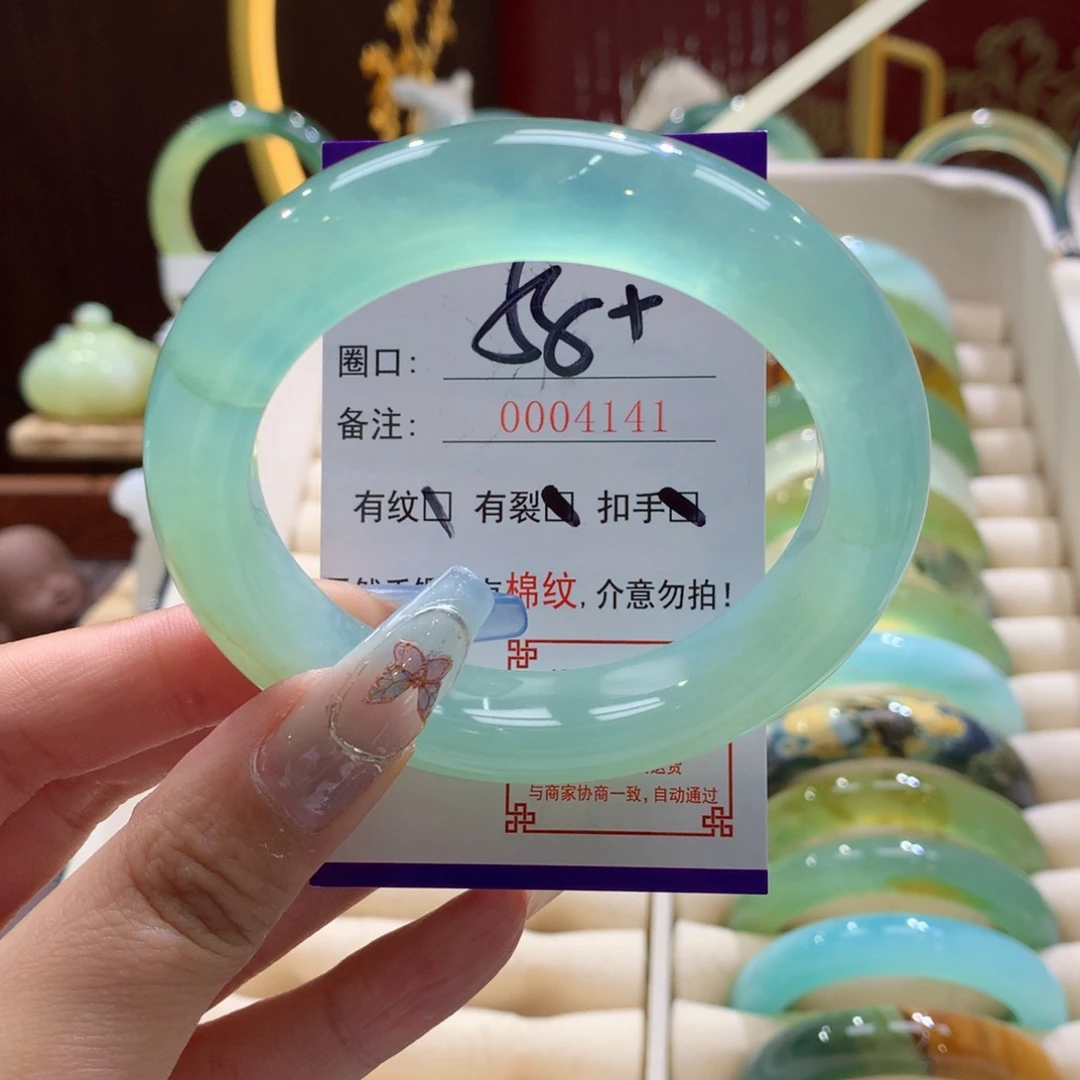 圈口: 58+
备注: 0004141
有纹□ 有裂□ 扣手□
棉纹, 介意勿拍!
与商家协商一致, 自动通过